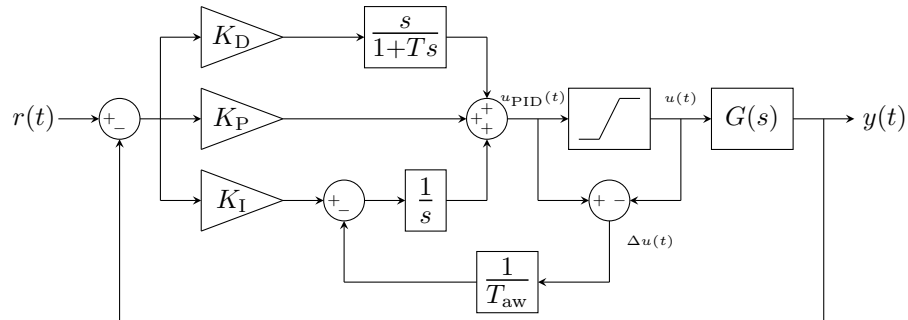 K_D
s
1+Ts
r(t)
+
−
K_P
+
+
+
u_PID(t)
u(t)
G(s)
y(t)
K_I
+
−
1
s
+ −
Δu(t)
1
T_aw